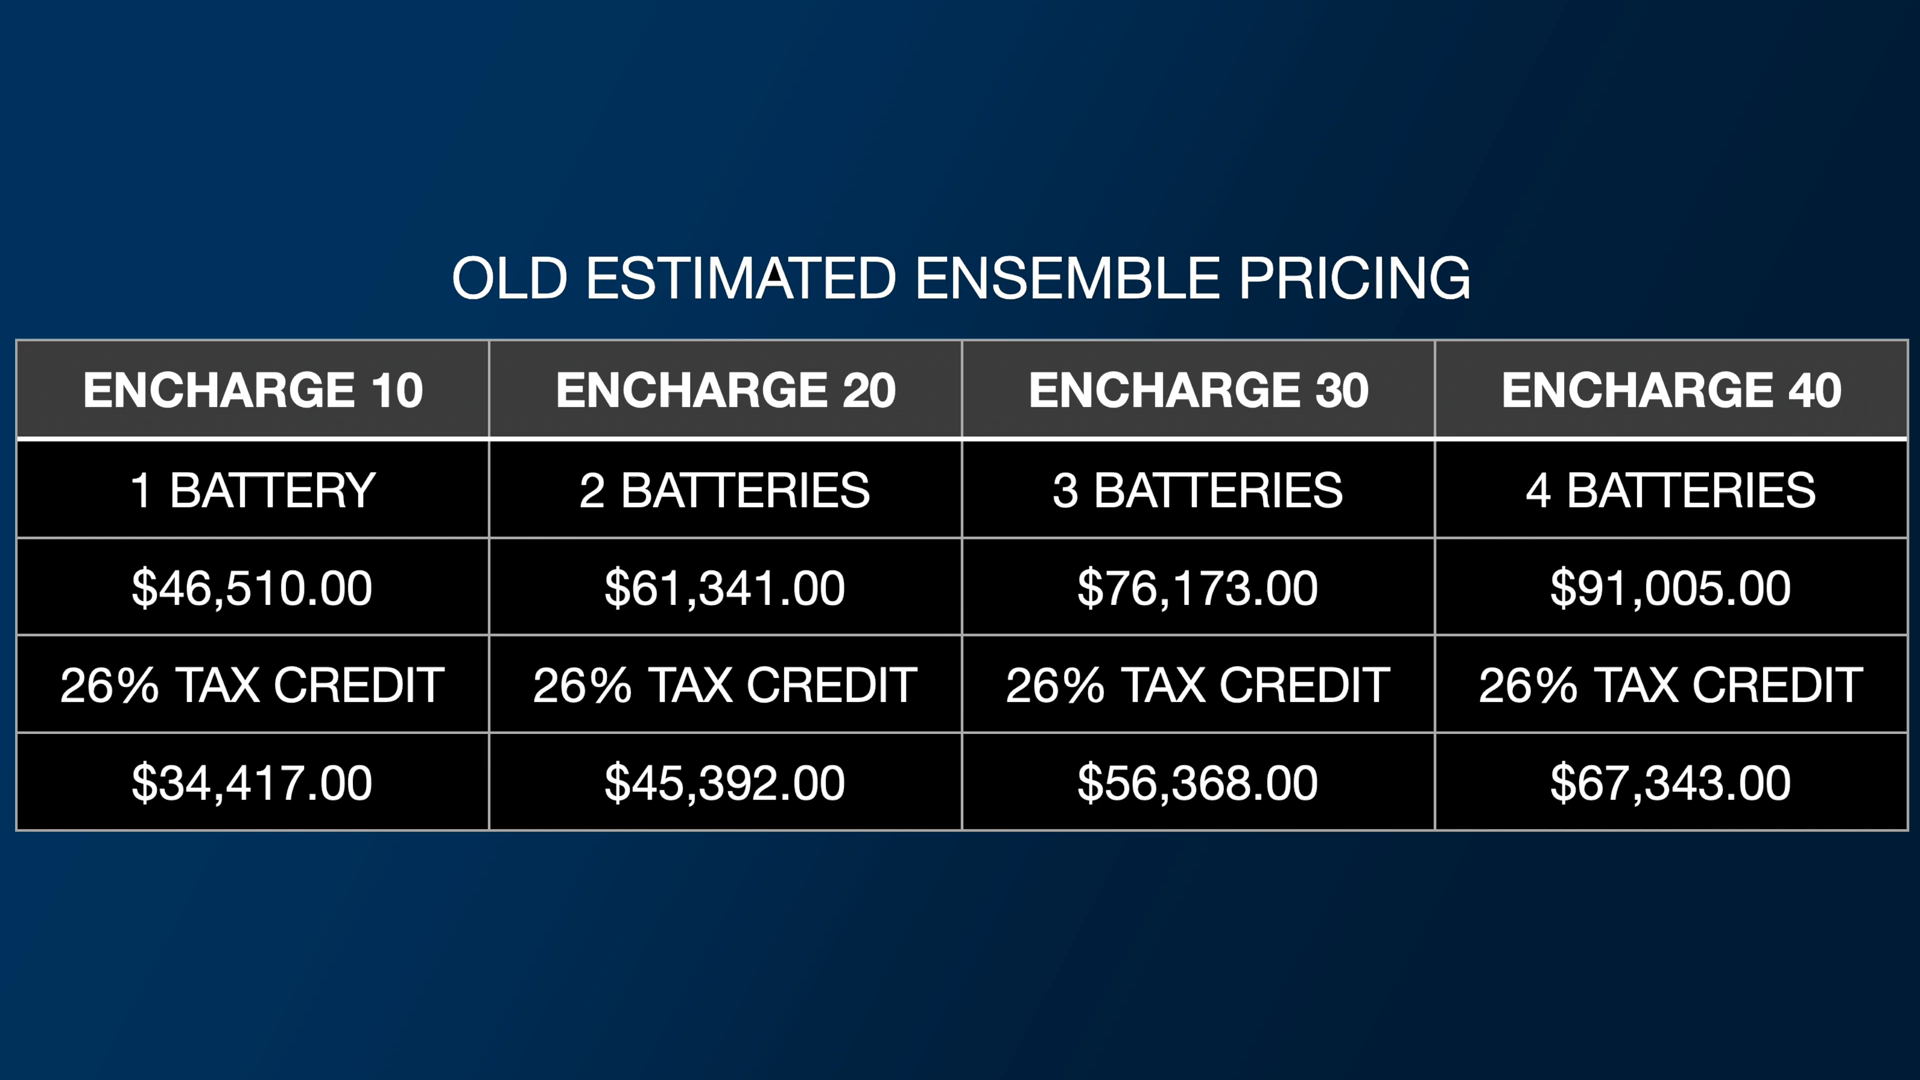 OLD ESTIMATED ENSEMBLE PRICING
ENCHARGE 10 ENCHARGE 20 ENCHARGE 30 ENCHARGE 40
1 BATTERY 2 BATTERIES 3 BATTERIES 4 BATTERIES
$46,510.00 $61,341.00 $76,173.00 $91,005.00
26% TAX CREDIT 26% TAX CREDIT 26% TAX CREDIT 26% TAX CREDIT
$34,417.00 $45,392.00 $56,368.00 $67,343.00